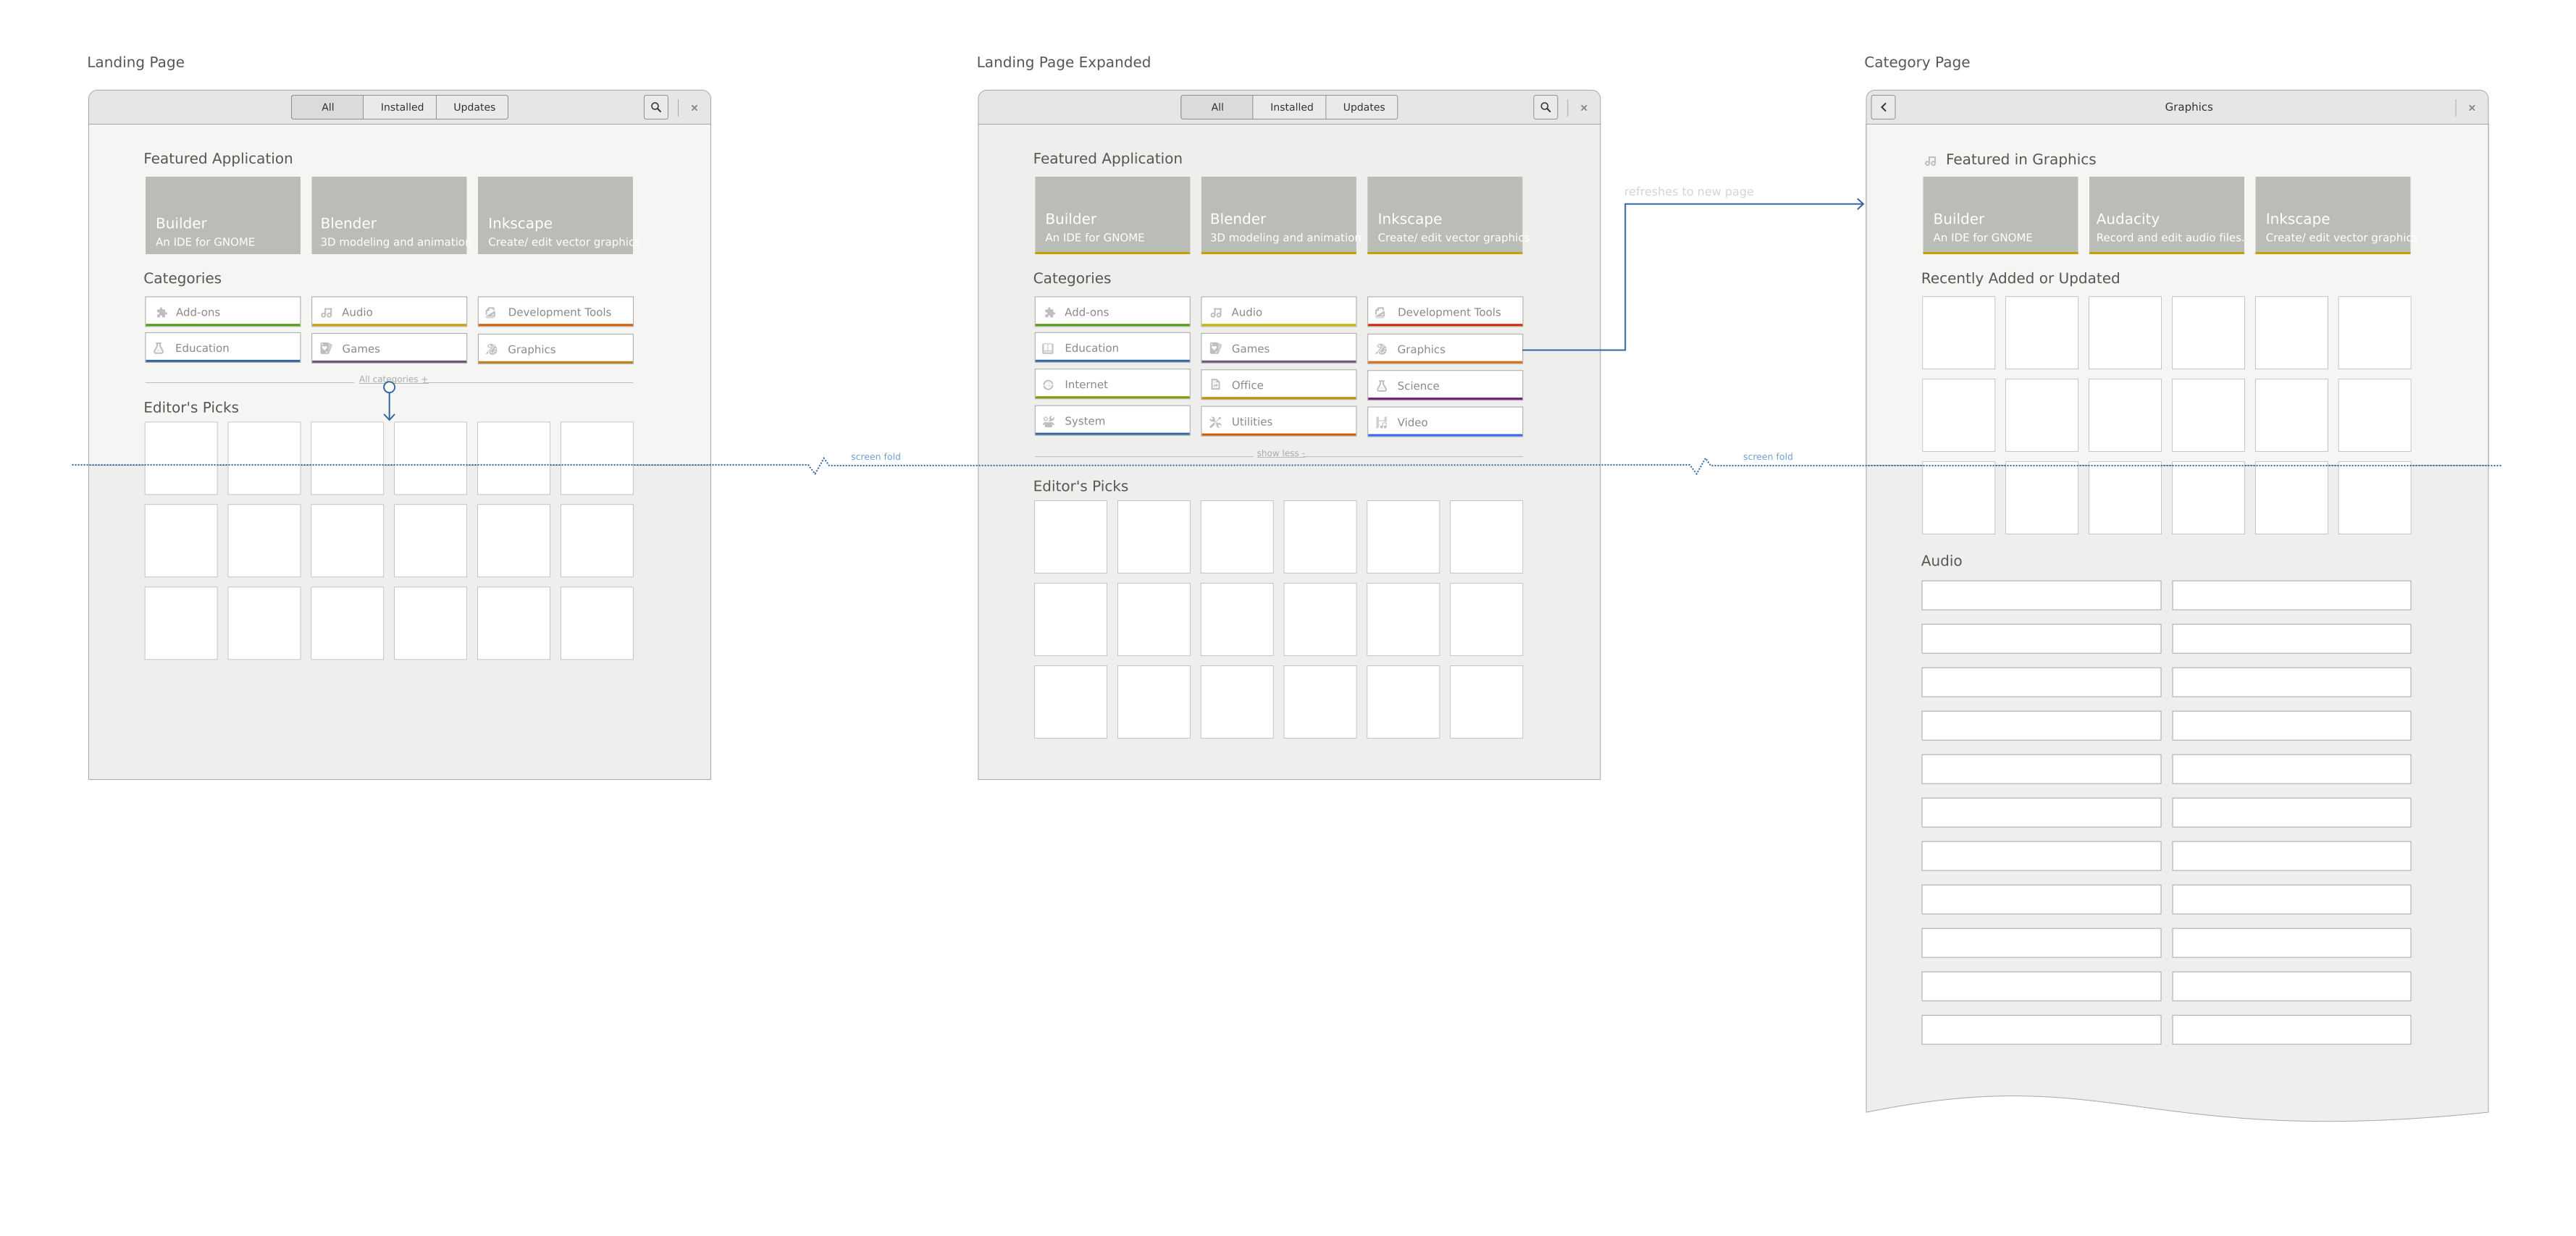 Landing Page
All
Installed
Updates
Featured Application
Builder
An IDE for GNOME
Blender
3D modeling and animation
Inkscape
Create/ edit vector graphics
Categories
Add-ons
Audio
Development Tools
Education
Games
Graphics
All categories +
Editor's Picks
screen fold
Landing Page Expanded
All
Installed
Updates
Featured Application
Builder
An IDE for GNOME
Blender
3D modeling and animation
Inkscape
Create/ edit vector graphics
Categories
Add-ons
Audio
Development Tools
Education
Games
Graphics
Internet
Office
Science
System
Utilities
Video
show less -
Editor's Picks
refreshes to new page
screen fold
Category Page
Graphics
Featured in Graphics
Builder
An IDE for GNOME
Audacity
Record and edit audio files.
Inkscape
Create/ edit vector graphics
Recently Added or Updated
Audio